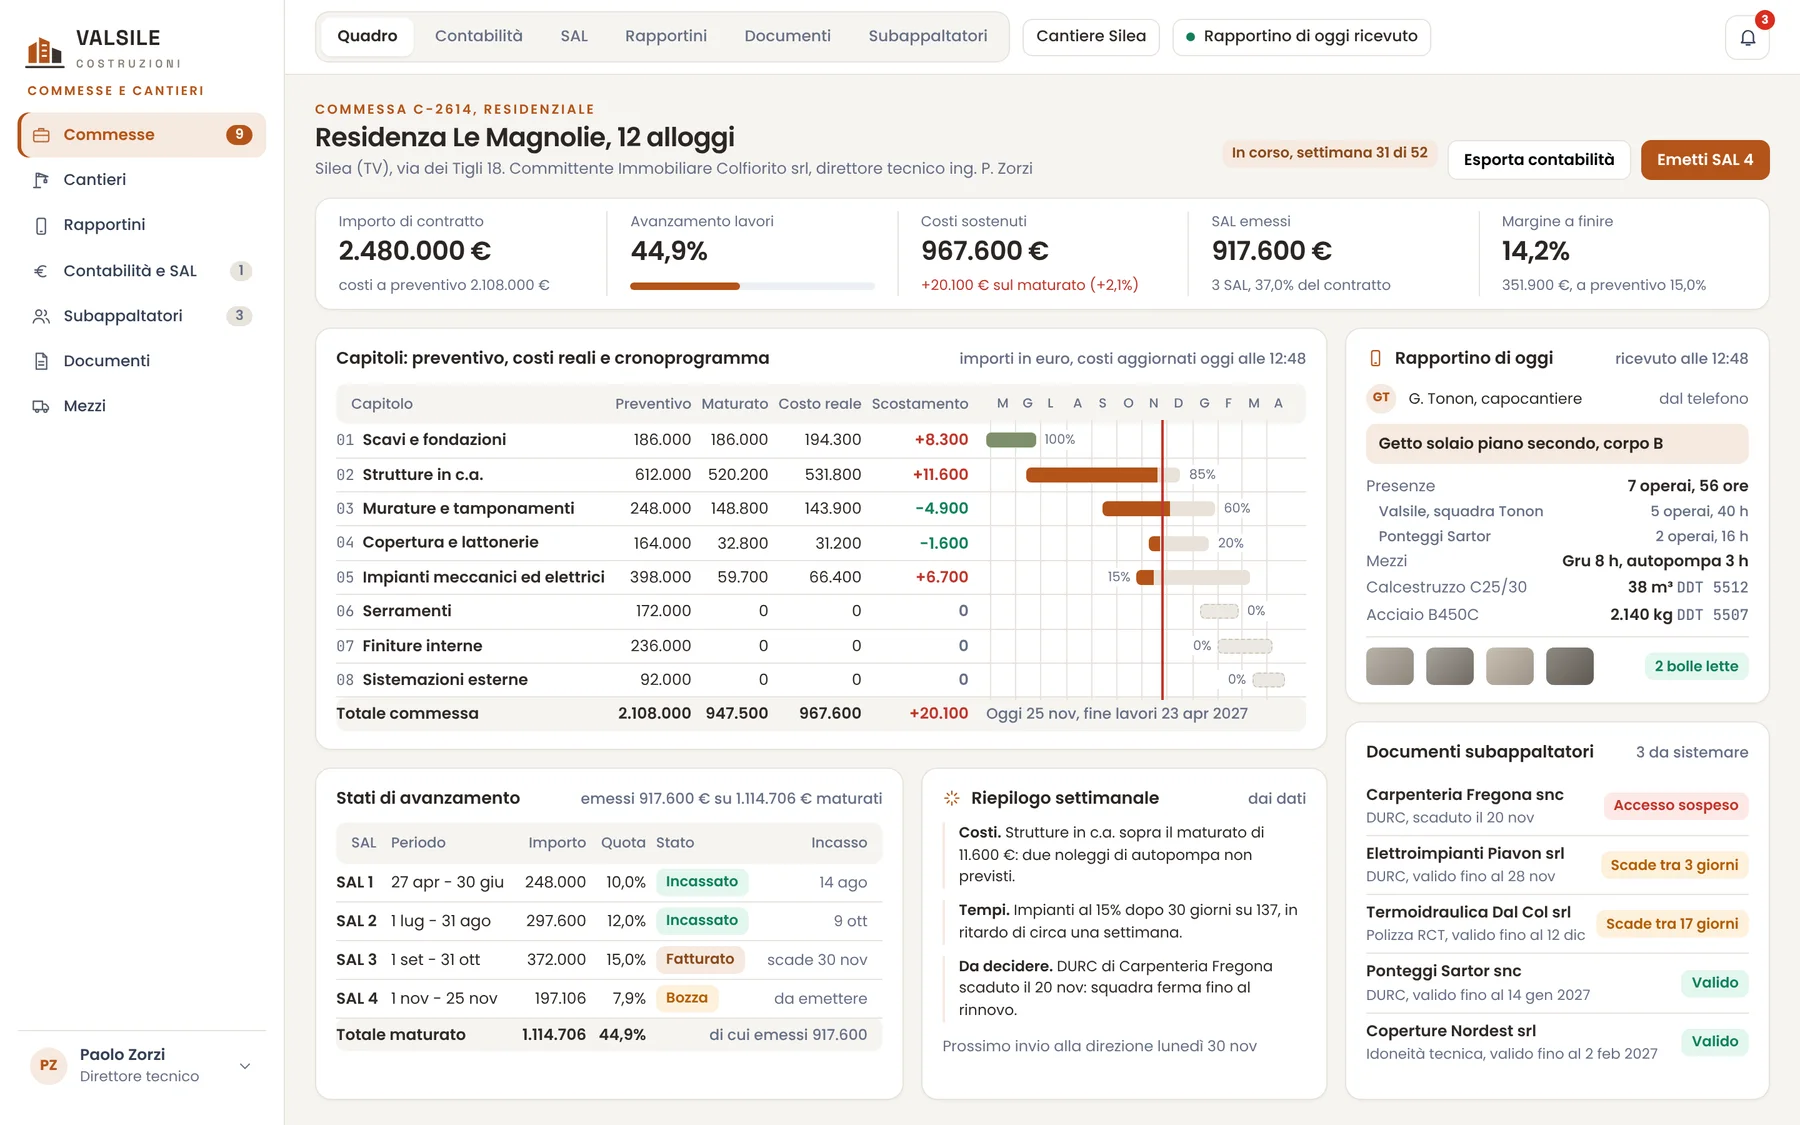 VALSILE
COSTRUZIONI
COMMESSE E CANTIERI
Commesse 9
Cantieri
Rapportini
Contabilità e SAL 1
Subappaltatori 3
Documenti
Mezzi
PZ
Paolo Zorzi
Direttore tecnico
Quadro Contabilità SAL Rapportini Documenti Subappaltatori Cantiere Silea Rapportino di oggi ricevuto 3
COMMESSA C-2614, RESIDENZIALE
Residenza Le Magnolie, 12 alloggi
Silea (TV), via dei Tigli 18. Committente Immobiliare Colfiorito srl, direttore tecnico ing. P. Zorzi
In corso, settimana 31 di 52 Esporta contabilità Emetti SAL 4
Importo di contratto
2.480.000 €
costi a preventivo 2.108.000 €
Avanzamento lavori
44,9%
Costi sostenuti
967.600 €
+20.100 € sul maturato (+2,1%)
SAL emessi
917.600 €
3 SAL, 37,0% del contratto
Margine a finire
14,2%
351.900 €, a preventivo 15,0%
Capitoli: preventivo, costi reali e cronoprogramma importi in euro, costi aggiornati oggi alle 12:48
Capitolo Preventivo Maturato Costo reale Scostamento M G L A S O N D G F M A
01 Scavi e fondazioni 186.000 186.000 194.300 +8.300 100%
02 Strutture in c.a. 612.000 520.200 531.800 +11.600 85%
03 Murature e tamponamenti 248.000 148.800 143.900 -4.900 60%
04 Copertura e lattonerie 164.000 32.800 31.200 -1.600 20%
05 Impianti meccanici ed elettrici 398.000 59.700 66.400 +6.700 15%
06 Serramenti 172.000 0 0 0 0%
07 Finiture interne 236.000 0 0 0 0%
08 Sistemazioni esterne 92.000 0 0 0 0%
Totale commessa 2.108.000 947.500 967.600 +20.100 Oggi 25 nov, fine lavori 23 apr 2027
Stati di avanzamento emessi 917.600 € su 1.114.706 € maturati
SAL Periodo Importo Quota Stato Incasso
SAL 1 27 apr - 30 giu 248.000 10,0% Incassato 14 ago
SAL 2 1 lug - 31 ago 297.600 12,0% Incassato 9 ott
SAL 3 1 set - 31 ott 372.000 15,0% Fatturato scade 30 nov
SAL 4 1 nov - 25 nov 197.106 7,9% Bozza da emettere
Totale maturato 1.114.706 44,9% di cui emessi 917.600
Riepilogo settimanale dai dati
Costi. Strutture in c.a. sopra il maturato di
11.600 €: due noleggi di autopompa non
previsti.
Tempi. Impianti al 15% dopo 30 giorni su 137, in
ritardo di circa una settimana.
Da decidere. DURC di Carpenteria Fregona
scaduto il 20 nov: squadra ferma fino al
rinnovo.
Prossimo invio alla direzione lunedì 30 nov
Rapportino di oggi ricevuto alle 12:48
GT G. Tonon, capocantiere dal telefono
Getto solaio piano secondo, corpo B
Presenze 7 operai, 56 ore
Valsile, squadra Tonon 5 operai, 40 h
Ponteggi Sartor 2 operai, 16 h
Mezzi Gru 8 h, autopompa 3 h
Calcestruzzo C25/30 38 m³ DDT 5512
Acciaio B450C 2.140 kg DDT 5507
2 bolle lette
Documenti subappaltatori 3 da sistemare
Carpenteria Fregona snc
DURC, scaduto il 20 nov
Accesso sospeso
Elettroimpianti Piavon srl
DURC, valido fino al 28 nov
Scade tra 3 giorni
Termoidraulica Dal Col srl
Polizza RCT, valido fino al 12 dic
Scade tra 17 giorni
Ponteggi Sartor snc
DURC, valido fino al 14 gen 2027
Valido
Coperture Nordest srl
Idoneità tecnica, valido fino al 2 feb 2027
Valido